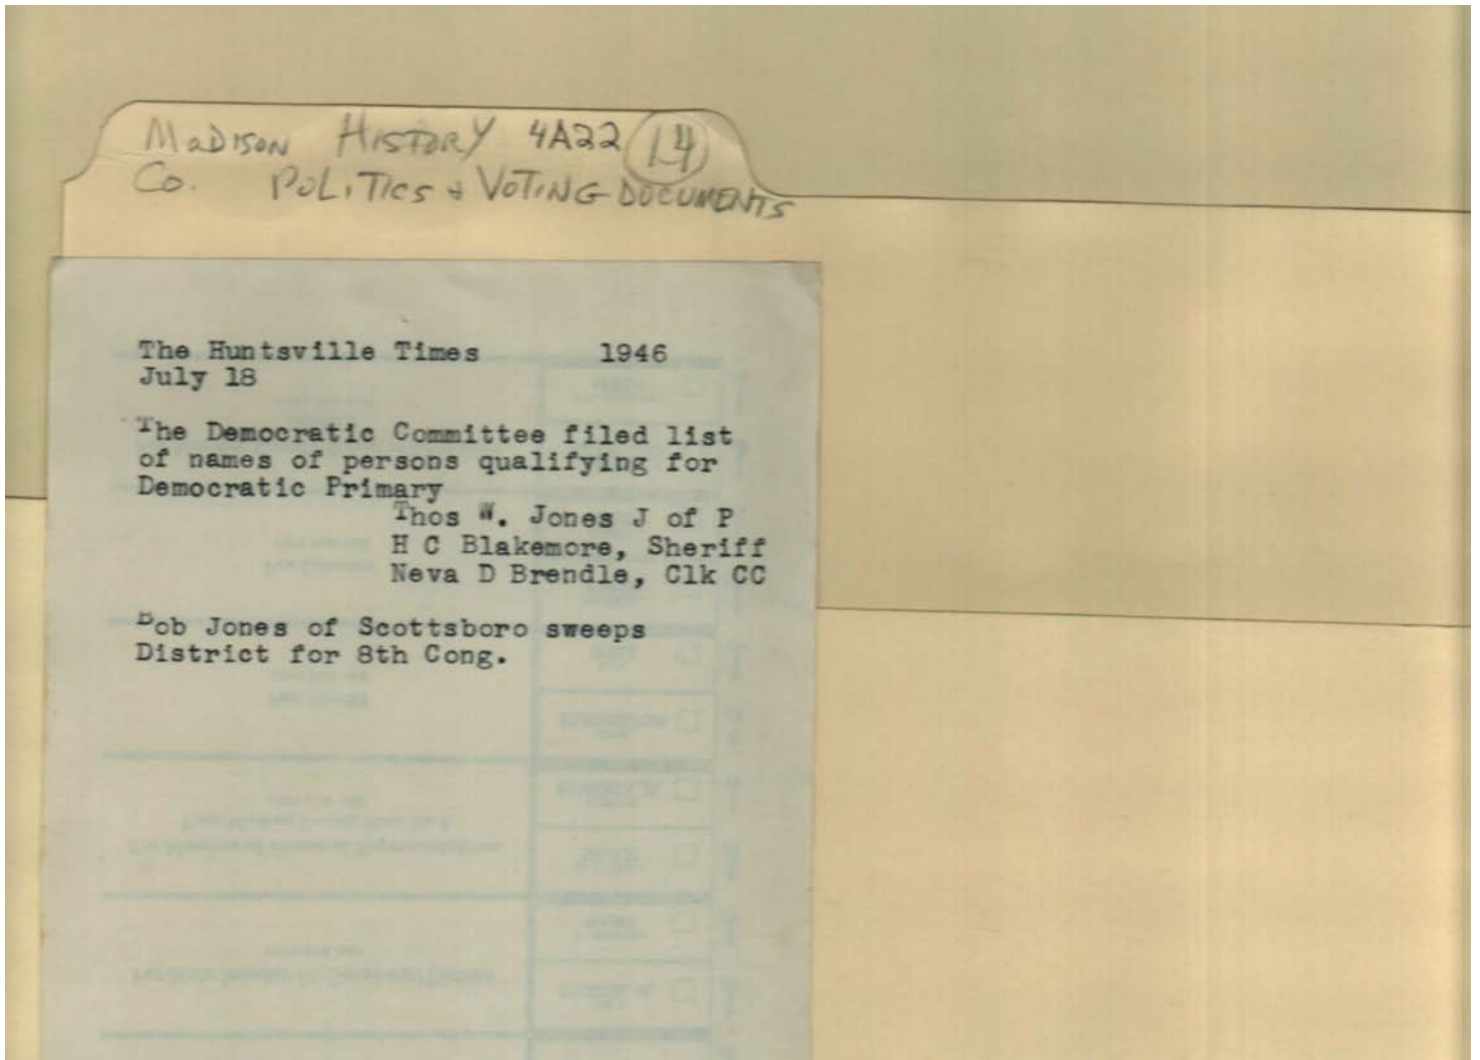 MADISON HISTORY 4A22 14
Co. POLITICS + VOTING DOCUMENTS
The Huntsville Times 1946
July 18
The Democratic Committee filed list
of names of persons qualifying for
Democratic Primary
Thos W. Jones J of P
H C Blakemore, Sheriff
Neva D Brendle, Clk CC
Bob Jones of Scottsboro sweeps
District for 8th Cong.